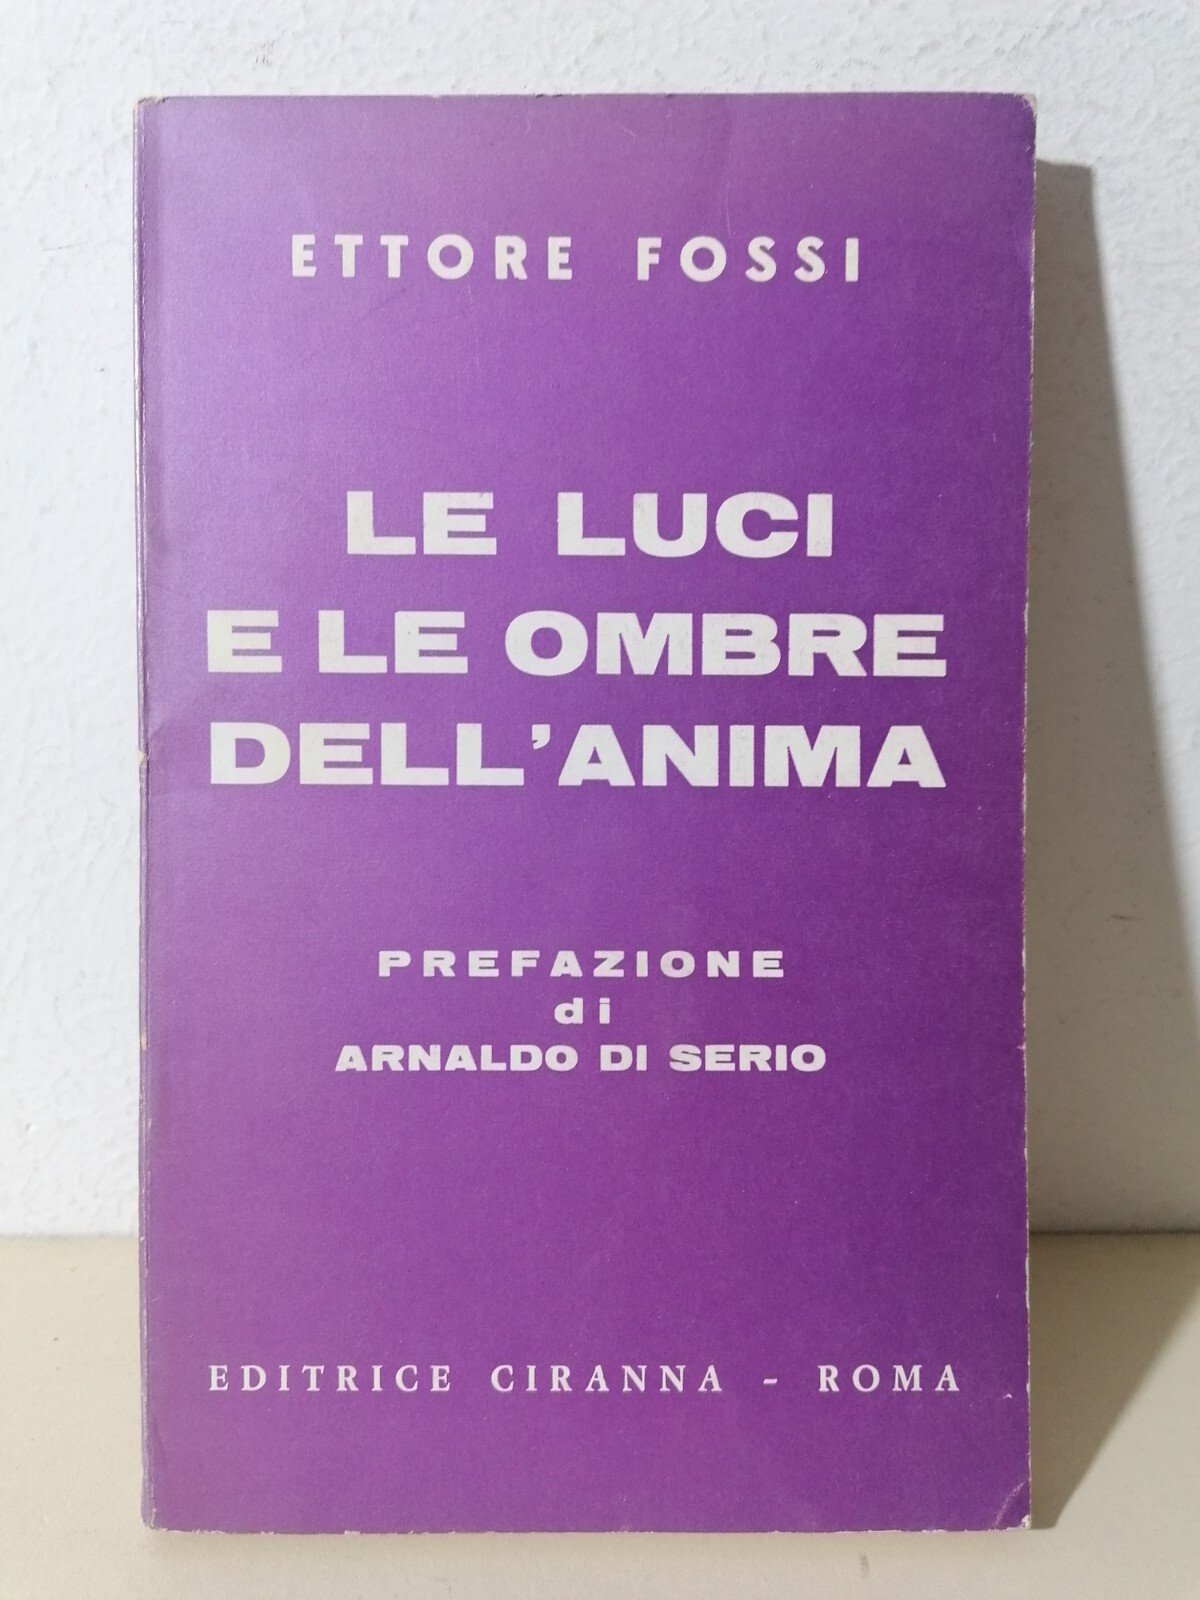 ETTORE FOSSI
LE LUCI
E LE OMBRE
DELL'ANIMA
PREFAZIONE
di
ARNALDO DI SERIO
EDITRICE CIRANNA - ROMA